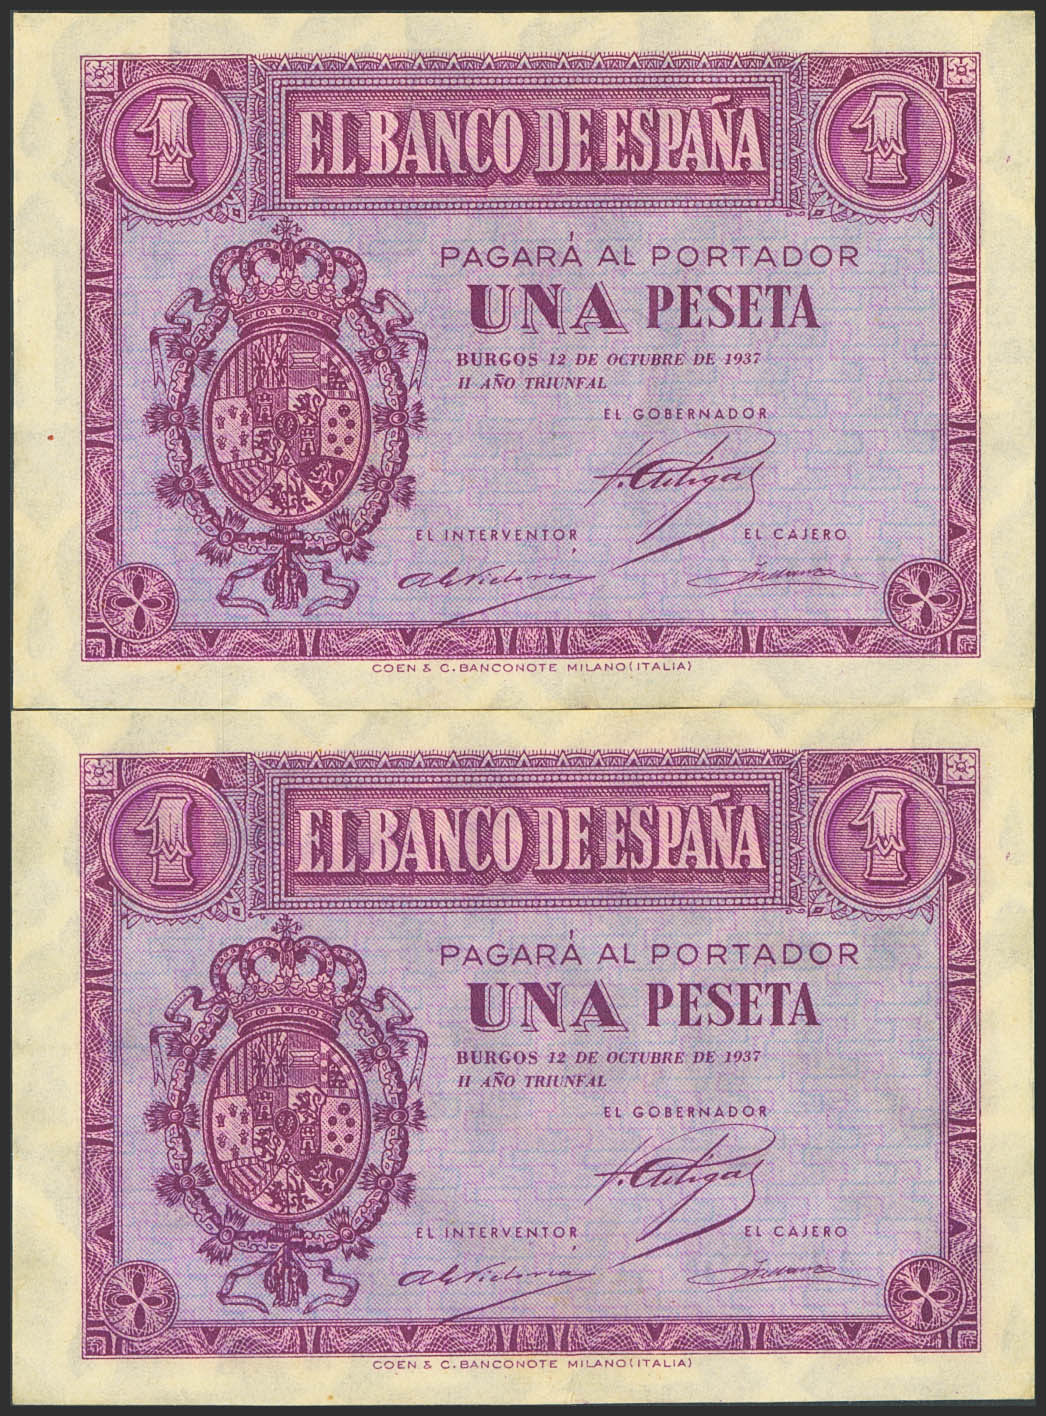 1 EL BANCO DE ESPAÑA 1
PAGARÁ AL PORTADOR
UNA PESETA
BURGOS 12 DE OCTUBRE DE 1937
II AÑO TRIUNFAL
EL GOBERNADOR
EL INTERVENTOR EL CAJERO
COEN & C. BANCONOTE MILANO (ITALIA)
1 EL BANCO DE ESPAÑA 1
PAGARÁ AL PORTADOR
UNA PESETA
BURGOS 12 DE OCTUBRE DE 1937
II AÑO TRIUNFAL
EL GOBERNADOR
EL INTERVENTOR EL CAJERO
COEN & C. BANCONOTE MILANO (ITALIA)